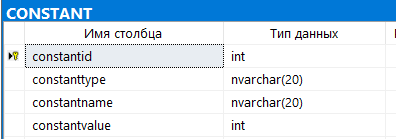 CONSTANT
Имя столбца Тип данных
constantid int
constanttype nvarchar(20)
constantname nvarchar(20)
constantvalue int